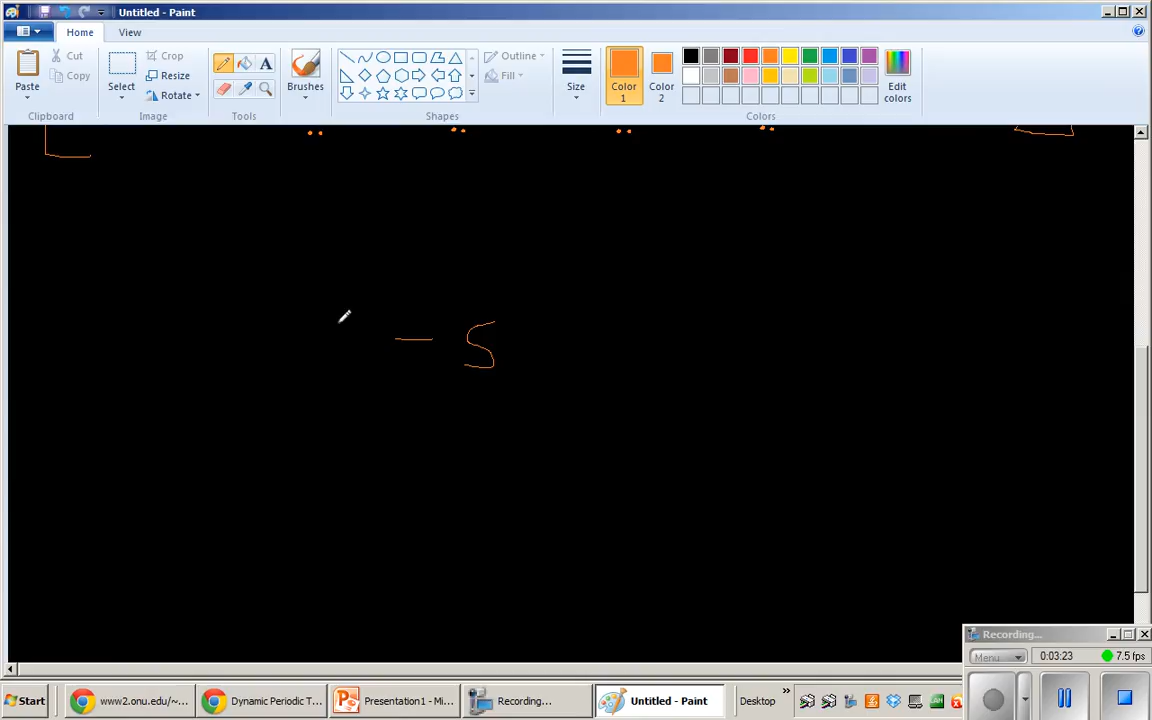 Untitled - Paint
Home View
Cut
Copy
Paste
Clipboard
Select
Crop
Resize
Rotate
Image
Tools
Brushes
Outline
Fill
Shapes
Size
Color 1
Color 2
Edit colors
Colors
— S
Recording...
Menu
0:03:23
7.5 fps
Start
www2.onu.edu/~...
Dynamic Periodic T...
Presentation1 - Mi...
Recording...
Untitled - Paint
Desktop